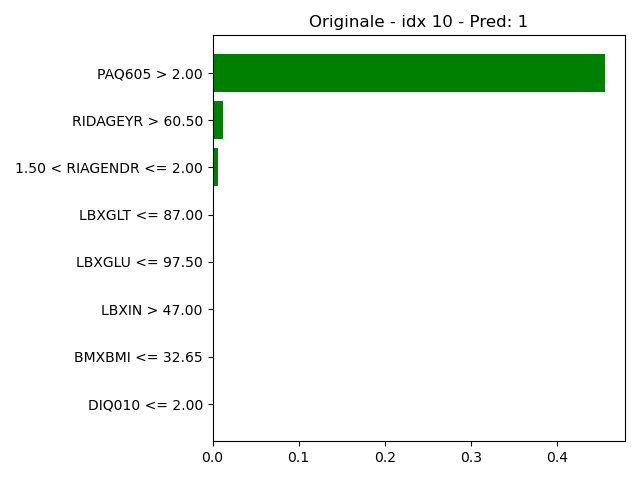 Originale - idx 10 - Pred: 1
PAQ605 > 2.00
RIDAGEYR > 60.50
1.50 < RIAGENDR <= 2.00
LBXGLT <= 87.00
LBXGLU <= 97.50
LBXIN > 47.00
BMXBMI <= 32.65
DIQ010 <= 2.00
0.0 0.1 0.2 0.3 0.4